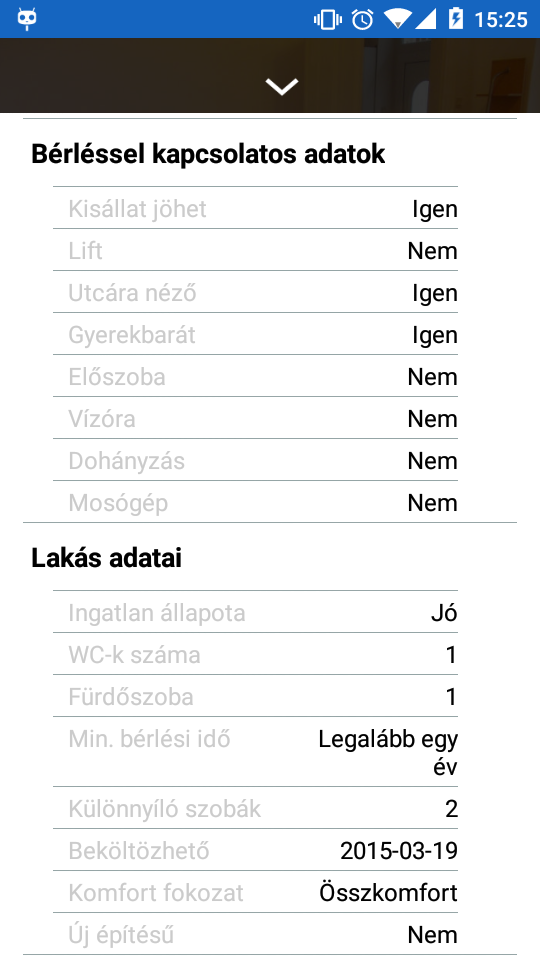 15:25
Bérléssel kapcsolatos adatok
Kisállat jöhet Igen
Lift Nem
Utcára néző Igen
Gyerekbarát Igen
Előszoba Nem
Vízóra Nem
Dohányzás Nem
Mosógép Nem
Lakás adatai
Ingatlan állapota Jó
WC-k száma 1
Fürdőszoba 1
Min. bérlési idő Legalább egy
év
Különnyíló szobák 2
Beköltözhető 2015-03-19
Komfort fokozat Összkomfort
Új építésű Nem